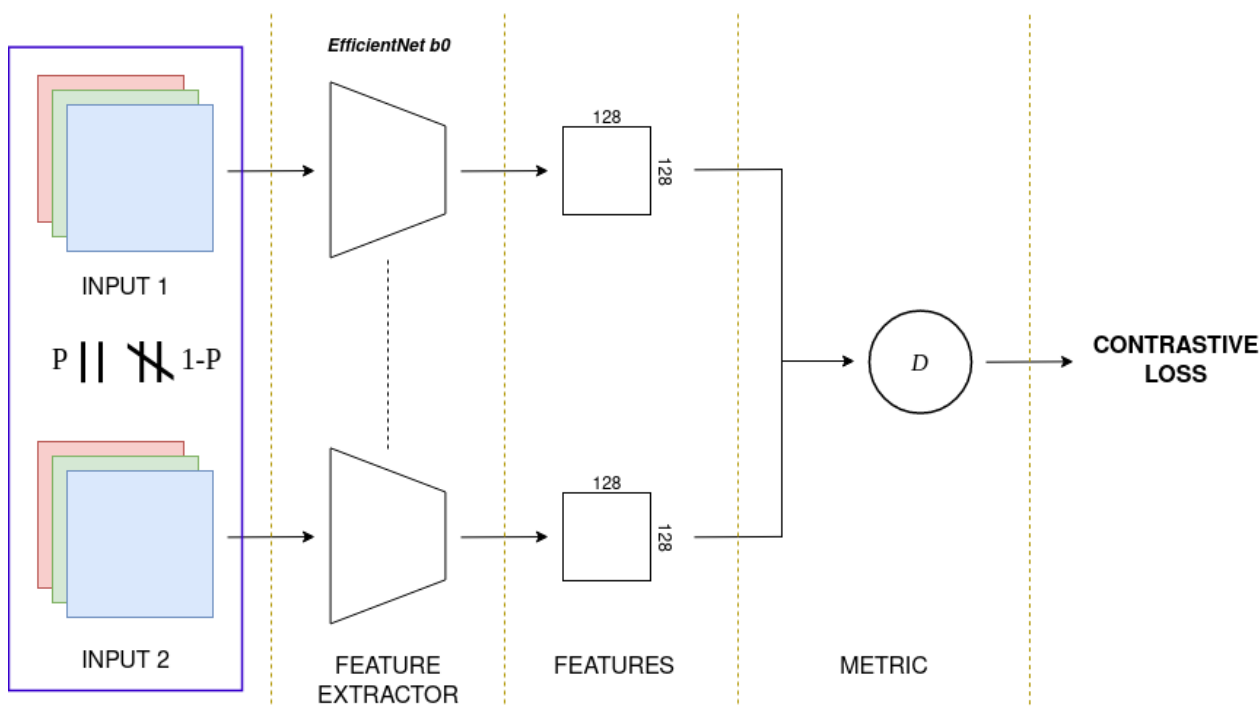 EfficientNet b0
128
128
INPUT 1
P
1-P
D
CONTRASTIVE
LOSS
128
128
INPUT 2
FEATURE
EXTRACTOR
FEATURES
METRIC